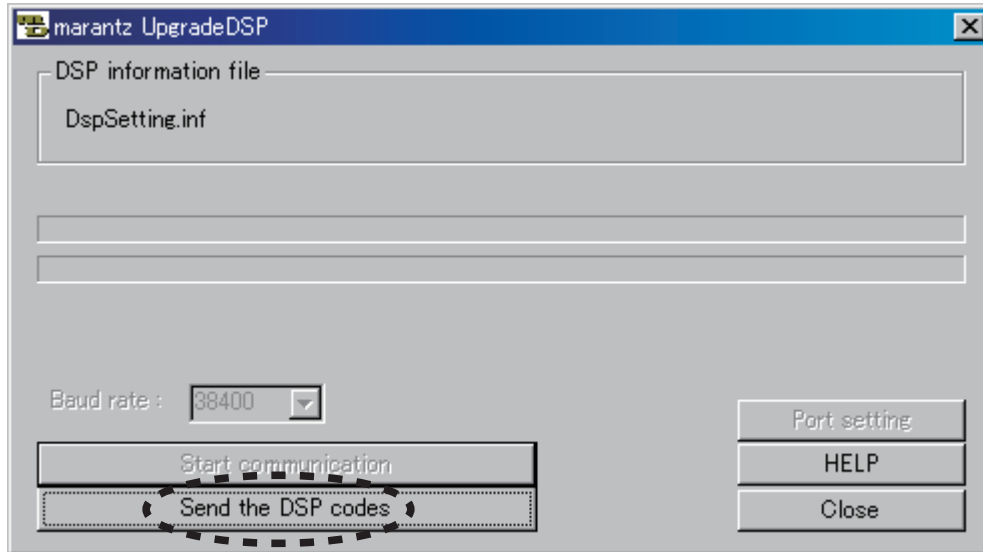 marantz UpgradeDSP
DSP information file
DspSetting.inf
Baud rate :
38400
Port setting
Start communication
HELP
Send the DSP codes
Close